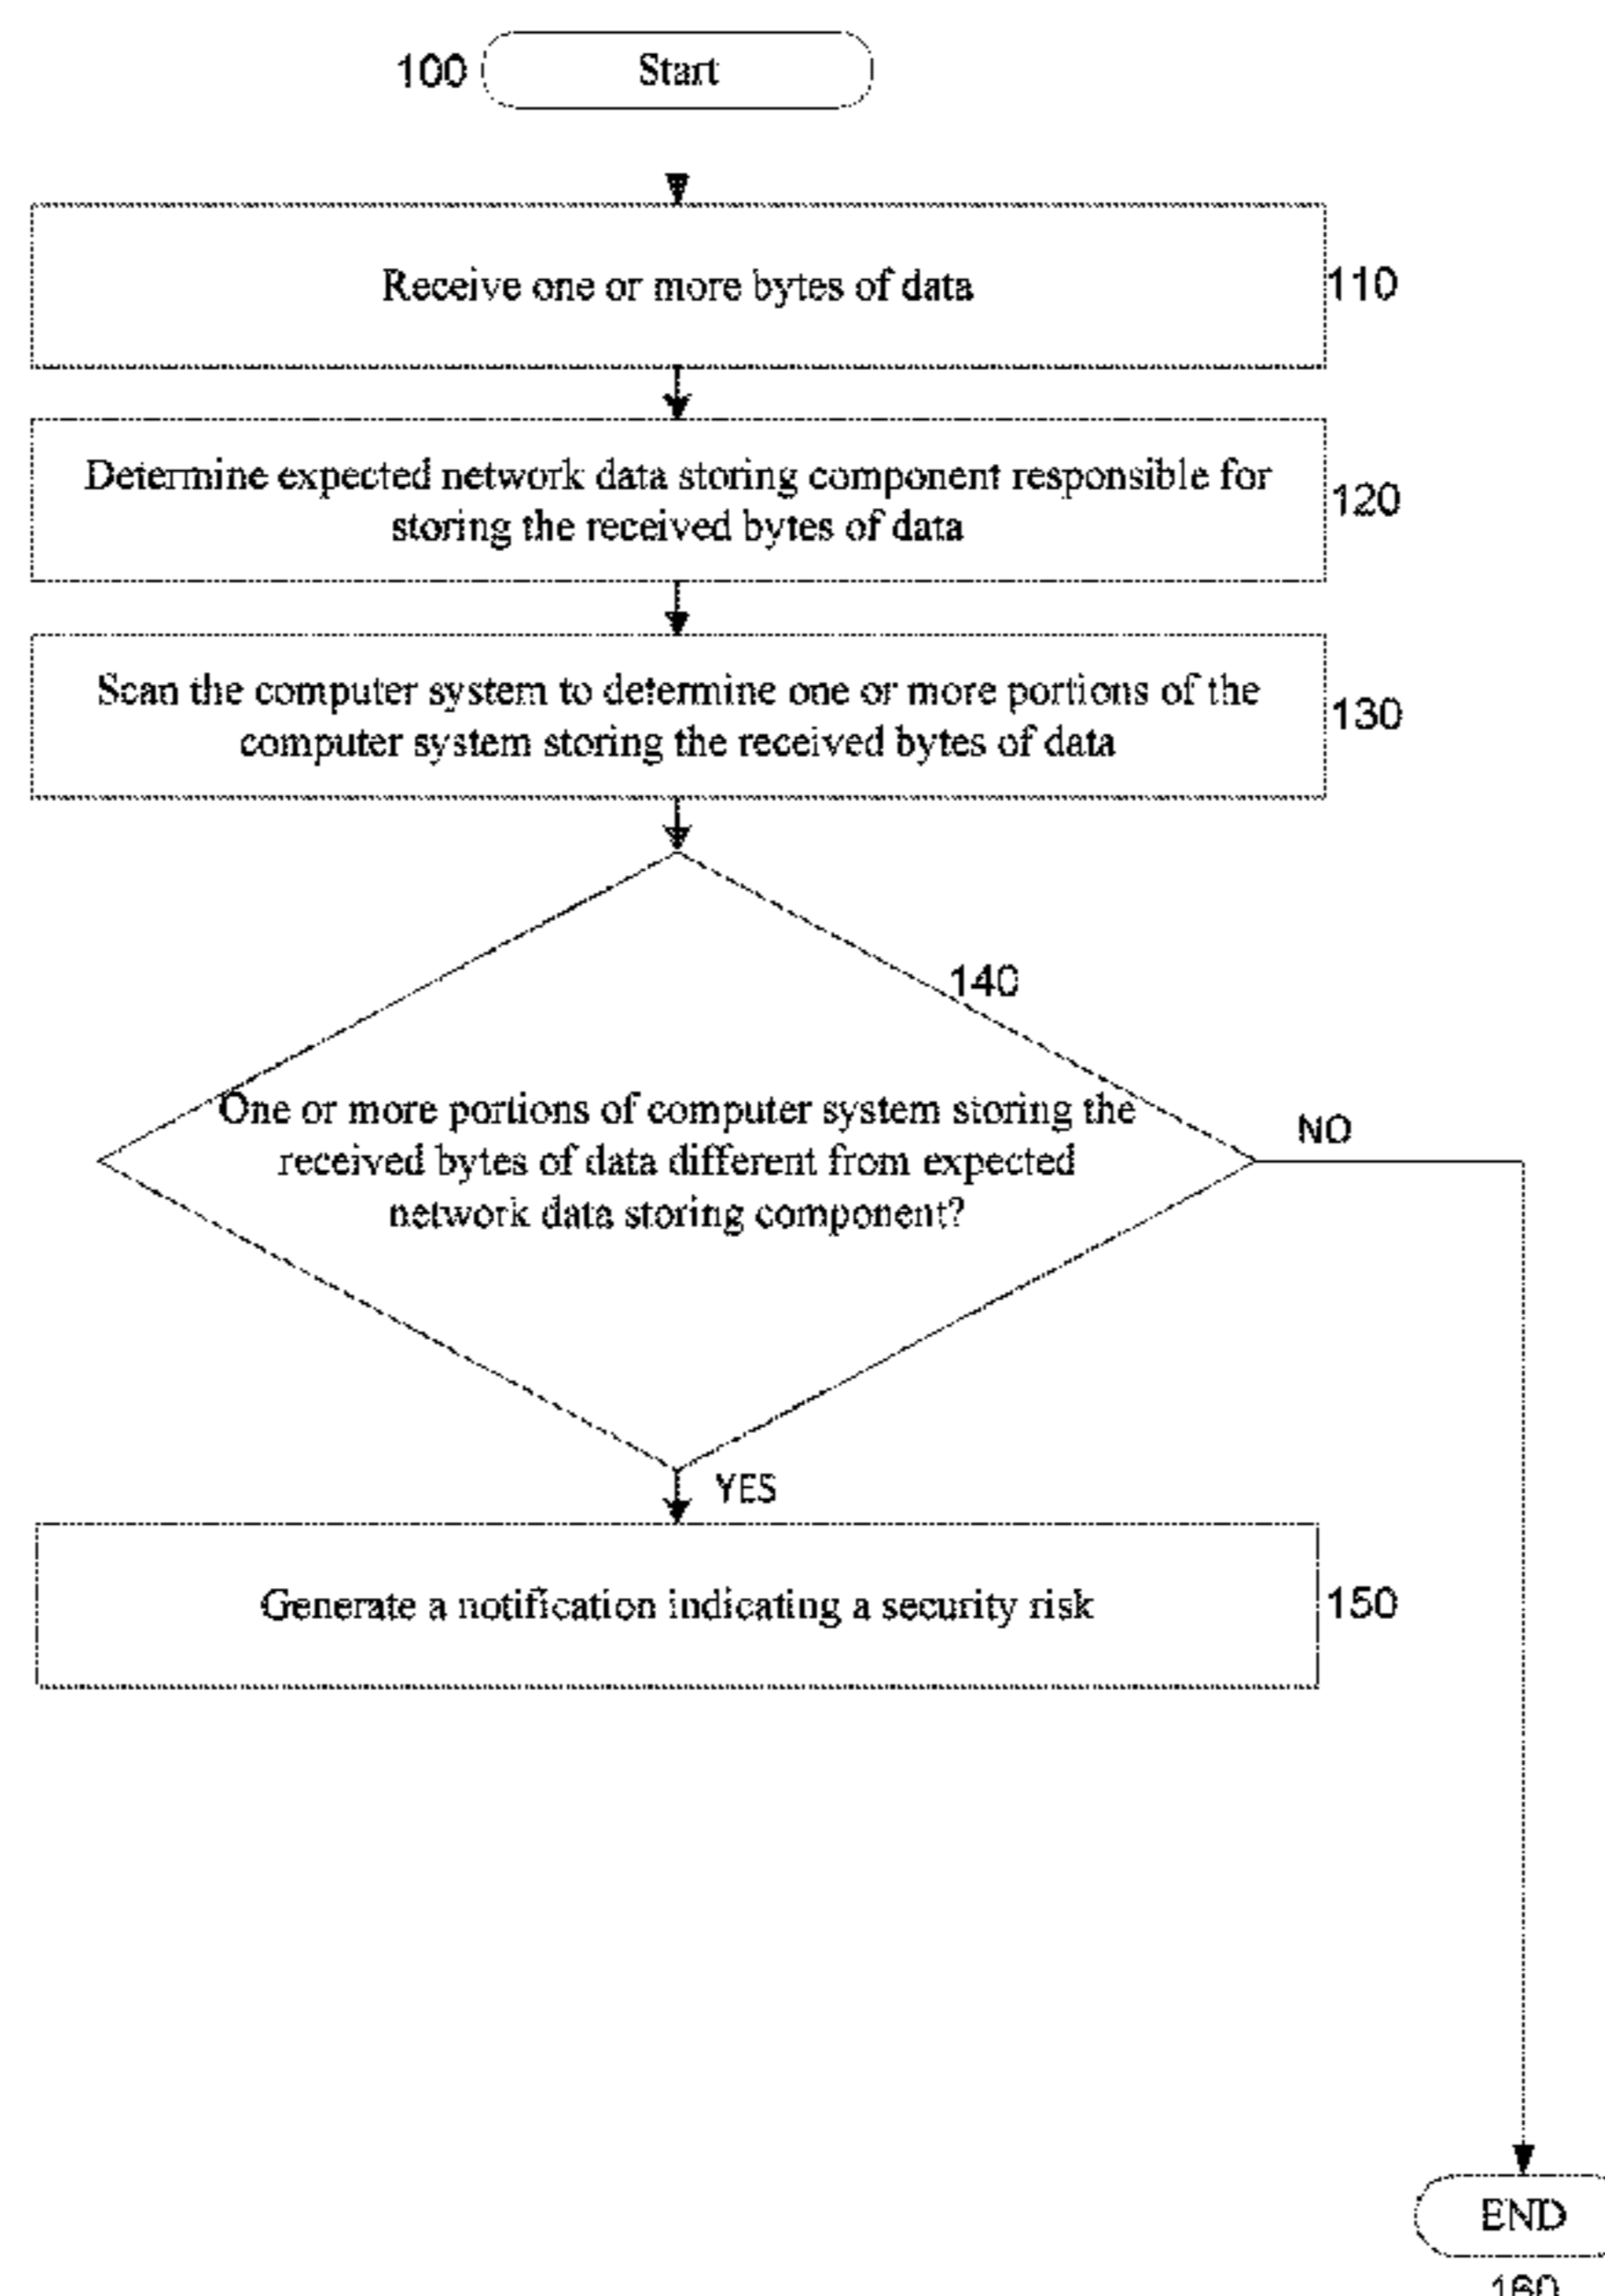 100 Start
Receive one or more bytes of data 110
Determine expected network data storing component responsible for
storing the received bytes of data
120
Scan the computer system to determine one or more portions of the
computer system storing the received bytes of data
130
140
One or more portions of computer system storing the
received bytes of data different from expected
network data storing component?
NO
YES
Generate a notification indicating a security risk 150
END
160